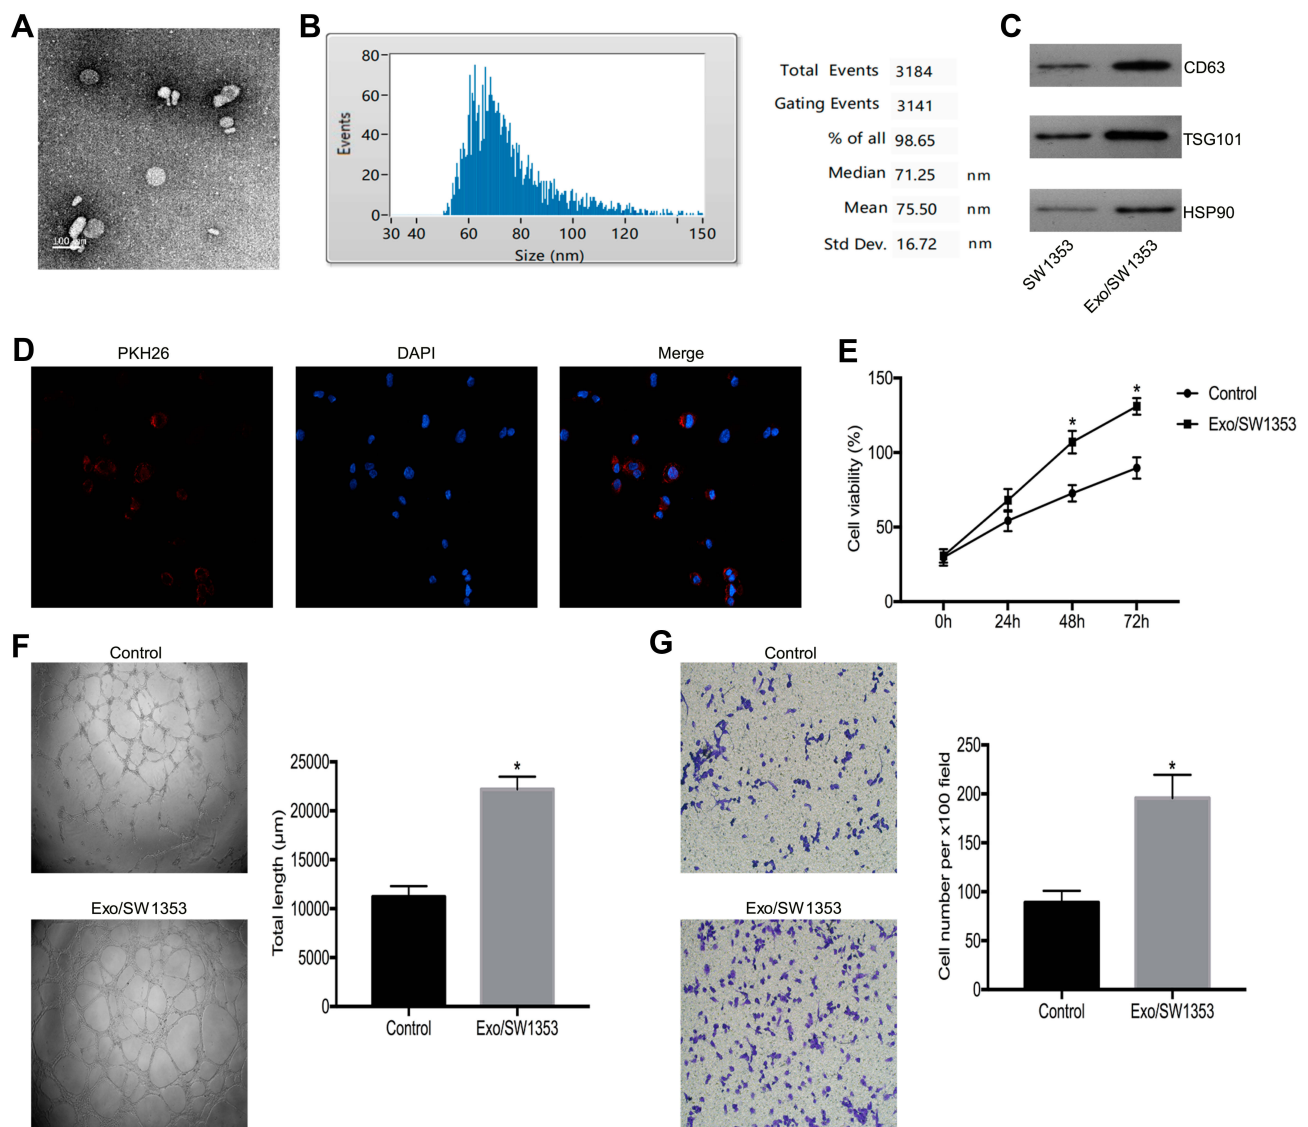 A
100 nm
B
80
60
40
20
0
Events
30 40 60 80 100 120 150
Size (nm)
Total Events 3184
Gating Events 3141
% of all 98.65
Median 71.25 nm
Mean 75.50 nm
Std Dev. 16.72 nm
C
CD63
TSG101
HSP90
SW1353
Exo/SW1353
D
PKH26
DAPI
Merge
E
150
100
50
0
Cell viability (%)
0h 24h 48h 72h
* *
Control
Exo/SW1353
F
Control
Exo/SW1353
25000
20000
15000
10000
5000
0
Total length (μm)
*
Control Exo/SW1353
G
Control
Exo/SW1353
250
200
150
100
50
0
Cell number per x100 field
*
Control Exo/SW1353